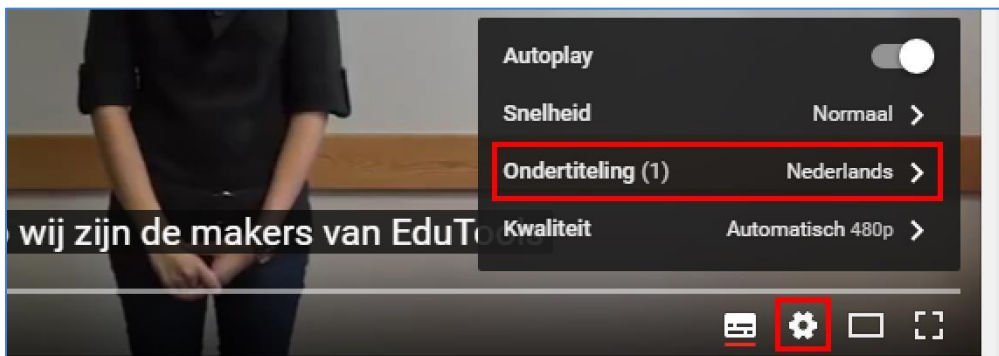 Autoplay
Snelheid Normaal
Ondertiteling (1) Nederlands
Kwaliteit Automatisch 480p
wij zijn de makers van EduTools